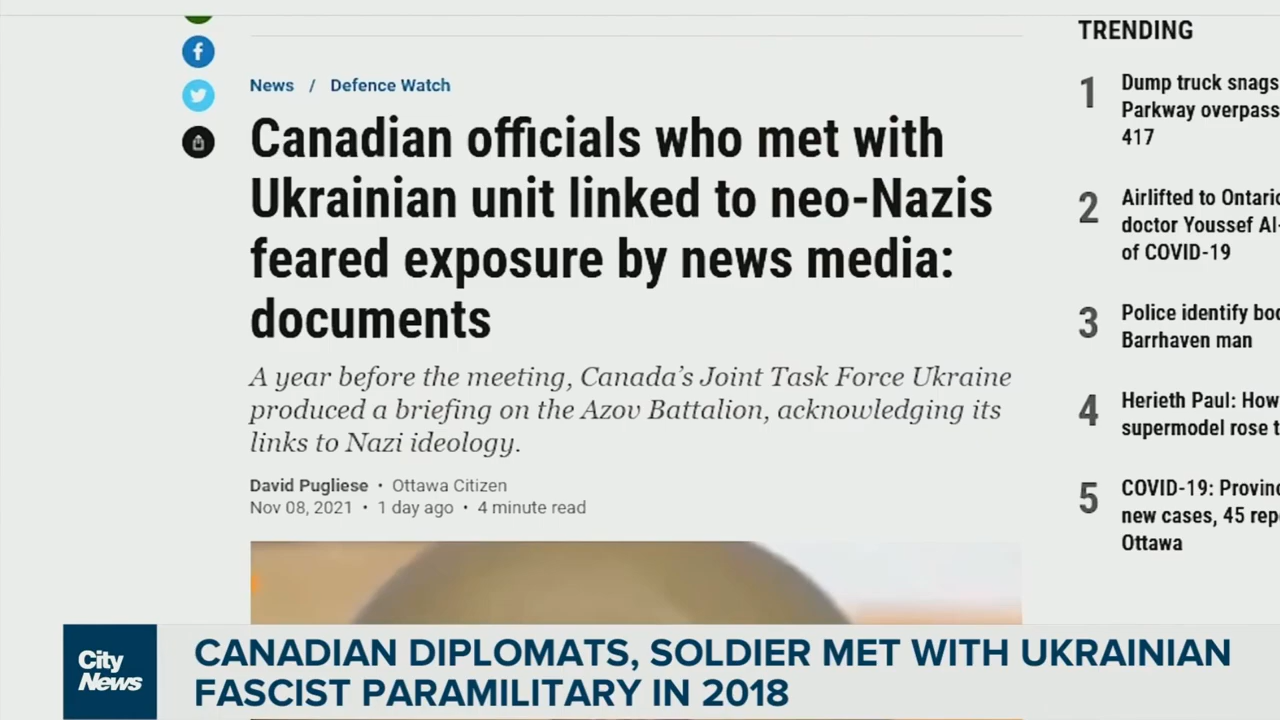 TRENDING
News / Defence Watch
Canadian officials who met with
Ukrainian unit linked to neo-Nazis
feared exposure by news media:
documents
A year before the meeting, Canada's Joint Task Force Ukraine
produced a briefing on the Azov Battalion, acknowledging its
links to Nazi ideology.
David Pugliese • Ottawa Citizen
Nov 08, 2021 • 1 day ago • 4 minute read
1
Dump truck snags
Parkway overpass
417
2
Airlifted to Ontario
doctor Youssef Al-
of COVID-19
3
Police identify
Barrhaven man
4
Herieth Paul: How
supermodel rose
5
COVID-19:
new cases, 45
Ottawa
City
News
CANADIAN DIPLOMATS, SOLDIER MET WITH UKRAINIAN
FASCIST PARAMILITARY IN 2018